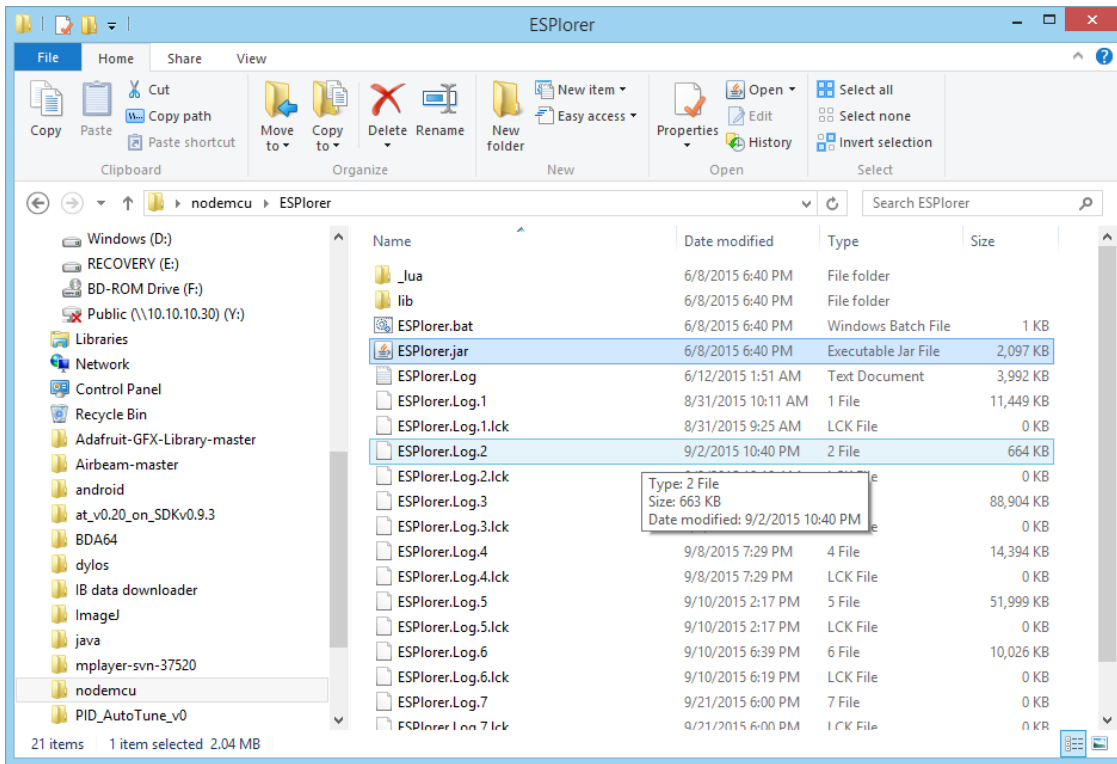 ESPlorer
File Home Share View
Copy
Paste
Cut
Copy path
Paste shortcut
Clipboard
Move to
Copy to
Delete
Rename
Organize
New folder
New item
Easy access
New
Properties
Open
Edit
History
Open
Select all
Select none
Invert selection
Select
nodemcu ESPlorer
Search ESPlorer
Windows (D:)
RECOVERY (E:)
BD-ROM Drive (F:)
Public (\\10.10.10.30) (Y:)
Libraries
Network
Control Panel
Recycle Bin
Adafruit-GFX-Library-master
Airbeam-master
android
at_v0.20_on_SDKv0.9.3
BDA64
dylos
IB data downloader
ImageJ
java
mplayer-svn-37520
nodemcu
PID_AutoTune_v0
Name Date modified Type Size
_lua 6/8/2015 6:40 PM File folder
lib 6/8/2015 6:40 PM File folder
ESPlorer.bat 6/8/2015 6:40 PM Windows Batch File 1 KB
ESPlorer.jar 6/8/2015 6:40 PM Executable Jar File 2,097 KB
ESPlorer.Log 6/12/2015 1:51 AM Text Document 3,992 KB
ESPlorer.Log.1 8/31/2015 10:11 AM 1 File 11,449 KB
ESPlorer.Log.1.lck 8/31/2015 9:25 AM LCK File 0 KB
ESPlorer.Log.2 9/2/2015 10:40 PM 2 File 664 KB
ESPlorer.Log.2.lck 0 KB
Type: 2 File
Size: 663 KB
Date modified: 9/2/2015 10:40 PM
ESPlorer.Log.3 88,904 KB
ESPlorer.Log.3.lck 0 KB
ESPlorer.Log.4 9/8/2015 7:29 PM 4 File 14,394 KB
ESPlorer.Log.4.lck 9/8/2015 7:29 PM LCK File 0 KB
ESPlorer.Log.5 9/10/2015 2:17 PM 5 File 51,999 KB
ESPlorer.Log.5.lck 9/10/2015 2:17 PM LCK File 0 KB
ESPlorer.Log.6 9/10/2015 6:39 PM 6 File 10,026 KB
ESPlorer.Log.6.lck 9/10/2015 6:19 PM LCK File 0 KB
ESPlorer.Log.7 9/21/2015 6:00 PM 7 File 0 KB
ESPlorer.Log.7.lck 9/21/2015 6:00 PM LCK File 0 KB
21 items 1 item selected 2.04 MB